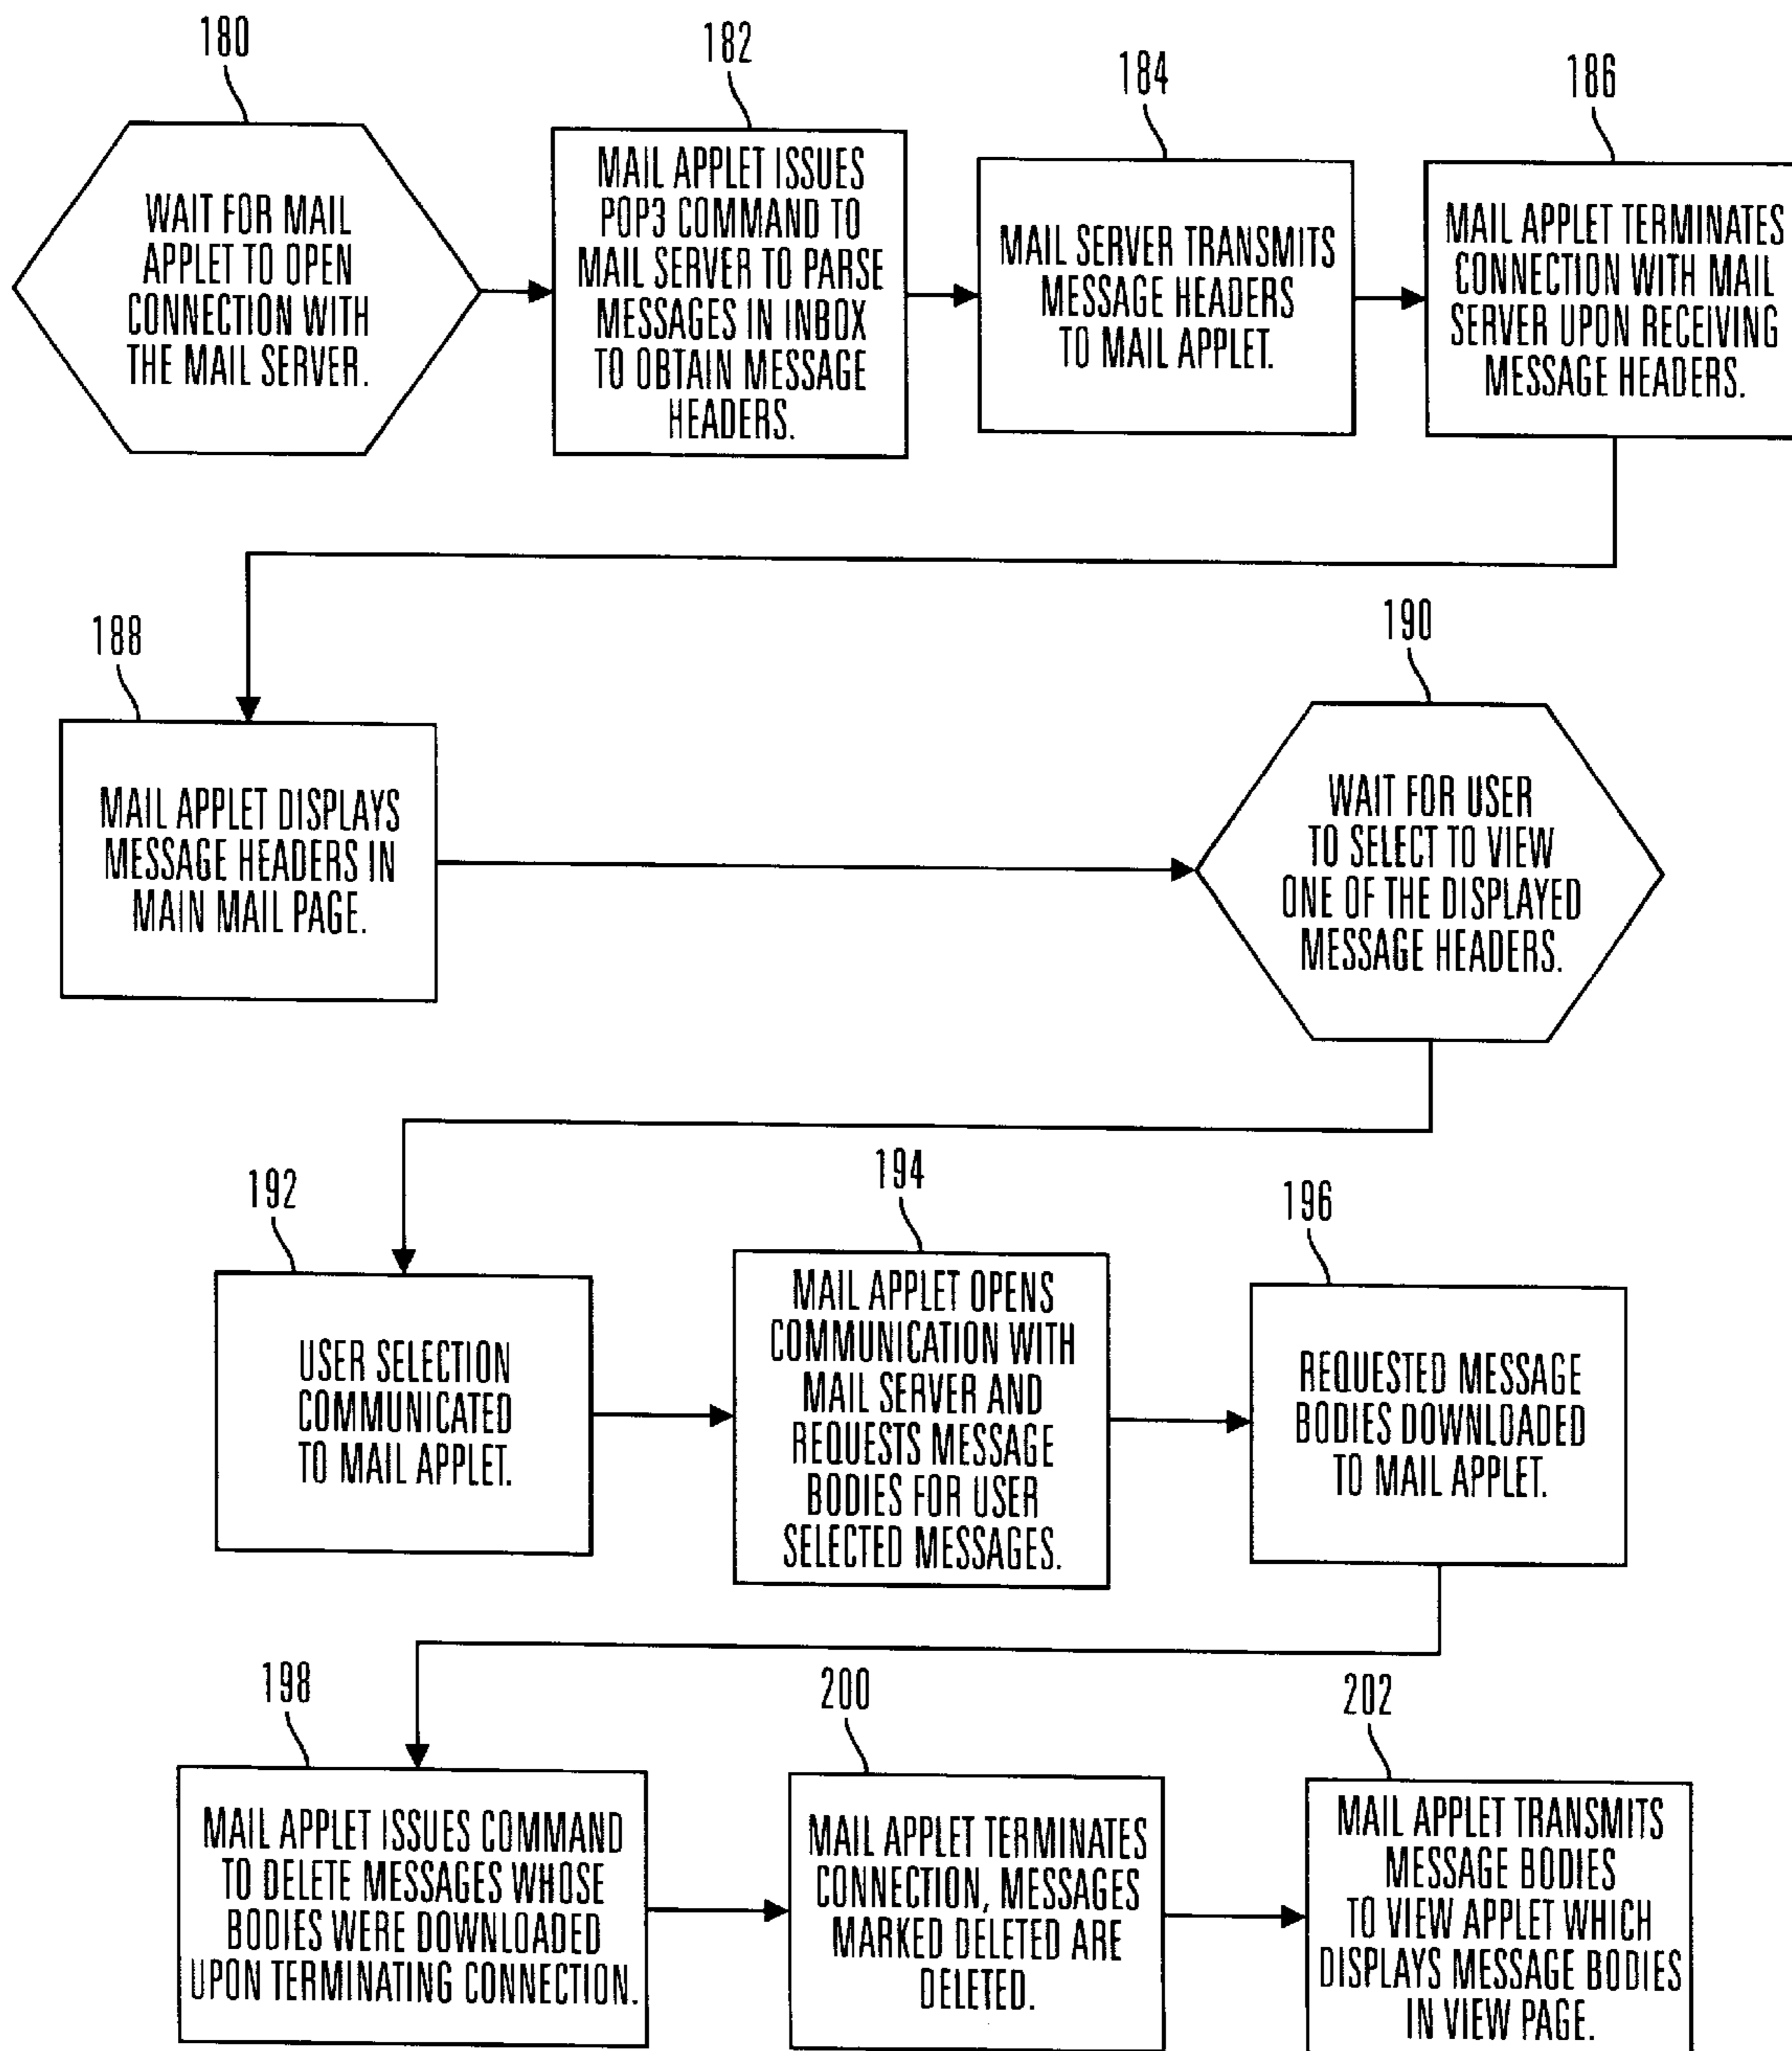 180
WAIT FOR MAIL
APPLET TO OPEN
CONNECTION WITH
THE MAIL SERVER.
182
MAIL APPLET ISSUES
POP3 COMMAND TO
MAIL SERVER TO PARSE
MESSAGES IN INBOX
TO OBTAIN MESSAGE
HEADERS.
184
MAIL SERVER TRANSMITS
MESSAGE HEADERS
TO MAIL APPLET.
186
MAIL APPLET TERMINATES
CONNECTION WITH MAIL
SERVER UPON RECEIVING
MESSAGE HEADERS.
188
MAIL APPLET DISPLAYS
MESSAGE HEADERS IN
MAIN MAIL PAGE.
190
WAIT FOR USER
TO SELECT TO VIEW
ONE OF THE DISPLAYED
MESSAGE HEADERS.
192
USER SELECTION
COMMUNICATED
TO MAIL APPLET.
194
MAIL APPLET OPENS
COMMUNICATION WITH
MAIL SERVER AND
REQUESTS MESSAGE
BODIES FOR USER
SELECTED MESSAGES.
196
REQUESTED MESSAGE
BODIES DOWNLOADED
TO MAIL APPLET.
198
MAIL APPLET ISSUES COMMAND
TO DELETE MESSAGES WHOSE
BODIES WERE DOWNLOADED
UPON TERMINATING CONNECTION.
200
MAIL APPLET TERMINATES
CONNECTION, MESSAGES
MARKED DELETED ARE
DELETED.
202
MAIL APPLET TRANSMITS
MESSAGE BODIES
TO VIEW APPLET WHICH
DISPLAYS MESSAGE BODIES
IN VIEW PAGE.